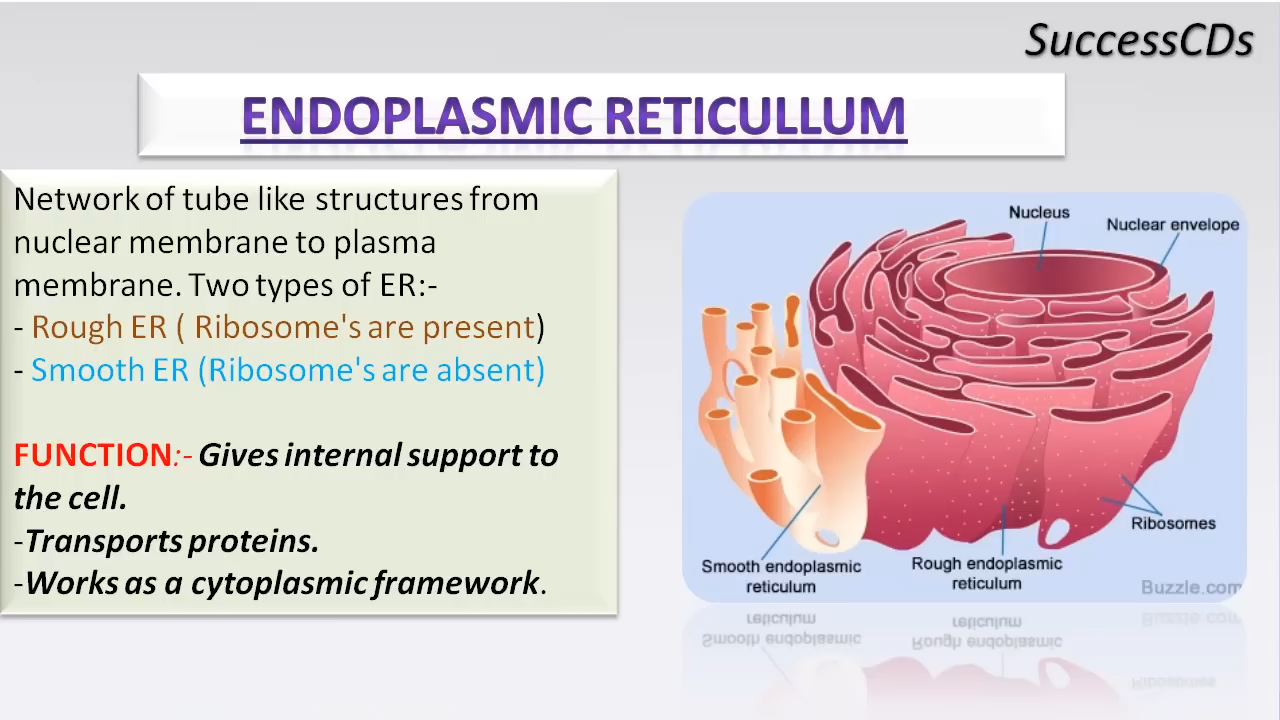 SuccessCDs
ENDOPLASMIC RETICULLUM
Network of tube like structures from
nuclear membrane to plasma
membrane. Two types of ER:-
- Rough ER ( Ribosome's are present)
- Smooth ER (Ribosome's are absent)
FUNCTION:- Gives internal support to
the cell.
-Transports proteins.
-Works as a cytoplasmic framework.
Nucleus
Nuclear envelope
Ribosomes
Smooth endoplasmic
reticulum
Rough endoplasmic
reticulum
Buzzle.com